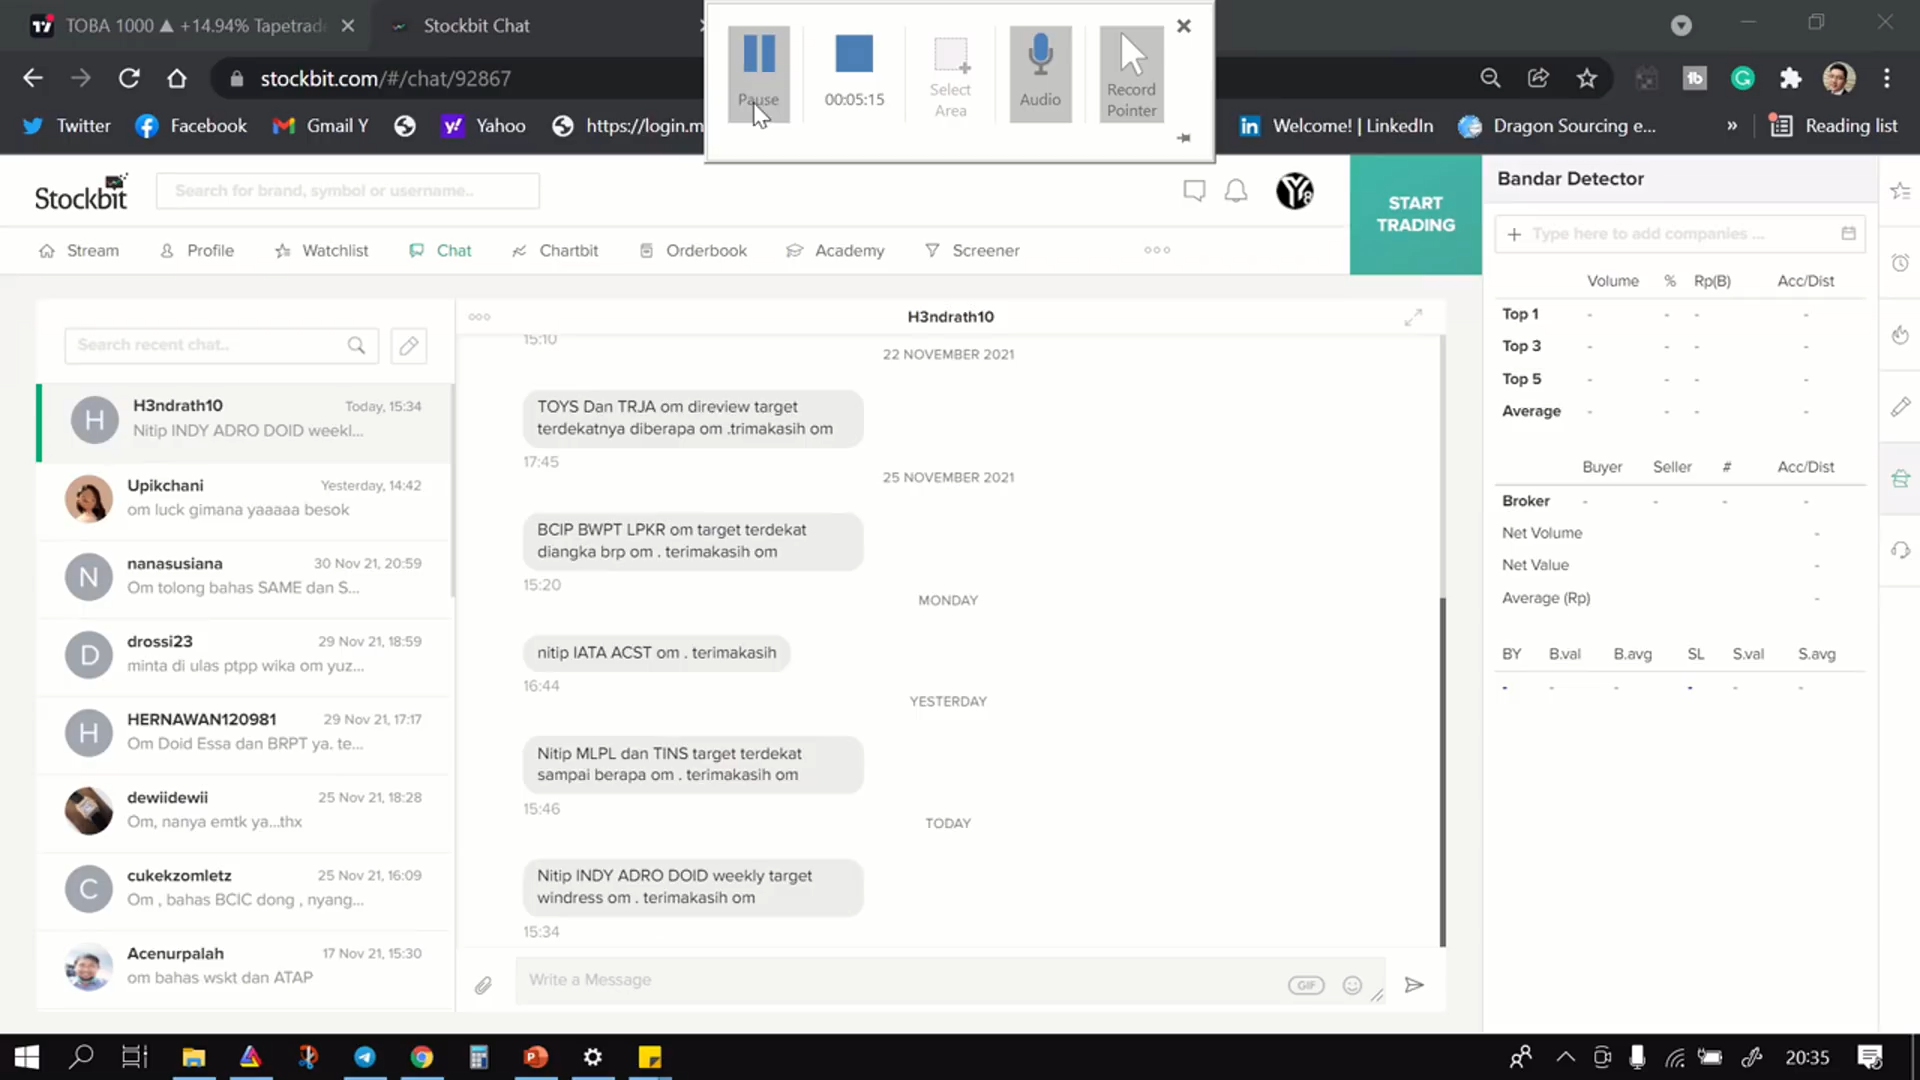 TOBA 1000 ▲ +14.94% Tapetrad
Stockbit Chat
Pause
00:05:15
Select
Area
Audio
Record
Pointer
stockbit.com/#/chat/92867
Twitter
Facebook
Gmail Y
Yahoo
https://login.m
Welcome! | LinkedIn
Dragon Sourcing e...
»
Reading list
Stockbit
Search for brand, symbol or username..
START
TRADING
Stream
Profile
Watchlist
Chat
Chartbit
Orderbook
Academy
Screener
Search recent chat..
H3ndrath10
Today, 15:34
Nitip INDY ADRO DOID weekl...
Upikchani
Yesterday, 14:42
om luck gimana yaaaaa besok
N
nanasusiana
30 Nov 21, 20:59
Om tolong bahas SAME dan S...
D
drossi23
29 Nov 21, 18:59
minta di ulas ptpp wika om yuz...
H
HERNAWAN120981
29 Nov 21, 17:17
Om Doid Essa dan BRPT ya. te...
dewiidewii
25 Nov 21, 18:28
Om, nanya emtk ya...thx
C
cukekzomletz
25 Nov 21, 16:09
Om , bahas BCIC dong , nyang...
Acenurpalah
17 Nov 21, 15:30
om bahas wskt dan ATAP
H
H3ndrath10
15:10
22 NOVEMBER 2021
TOYS Dan TRJA om direview target
terdekatnya diberapa om .trimakasih om
17:45
25 NOVEMBER 2021
BCIP BWPT LPKR om target terdekat
diangka brp om . terimakasih om
15:20
MONDAY
nitip IATA ACST om . terimakasih
16:44
YESTERDAY
Nitip MLPL dan TINS target terdekat
sampai berapa om . terimakasih om
15:46
TODAY
Nitip INDY ADRO DOID weekly target
windress om . terimakasih om
15:34
Write a Message
GIF
Bandar Detector
+ Type here to add companies ...
Volume % Rp(B) Acc/Dist
Top 1 - - - -
Top 3 - - - -
Top 5 - - - -
Average - - - -
Buyer Seller # Acc/Dist
Broker - - - -
Net Volume -
Net Value -
Average (Rp) -
BY B.val B.avg SL S.val S.avg
- - - - - -
20:35